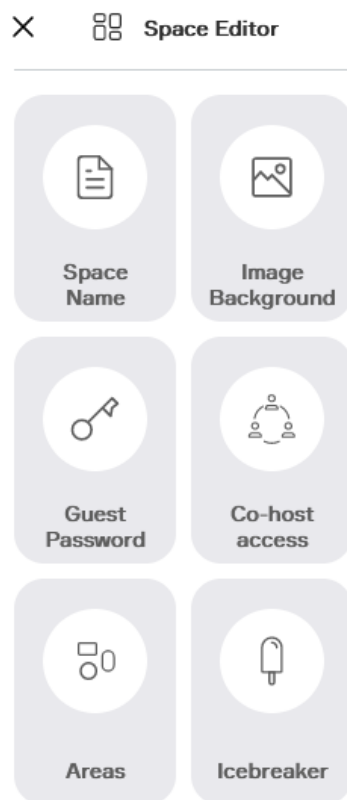 Space Editor
Space
Name
Image
Background
Guest
Password
Co-host
access
Areas
Icebreaker